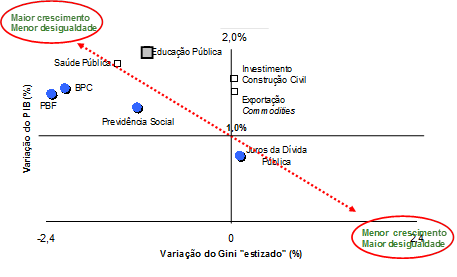 Maior crescimento
Menor desigualdade
2,0%
Educação Pública
Saúde Pública
Investimento
Construção Civil
BPC
PBF
Exportação
Commodities
Previdência Social
1,0%
Juros da Dívida
Pública
Variação do PIB (%)
Menor crescimento
Maior desigualdade
-2,4
0
Variação do Gini "estizado" (%)